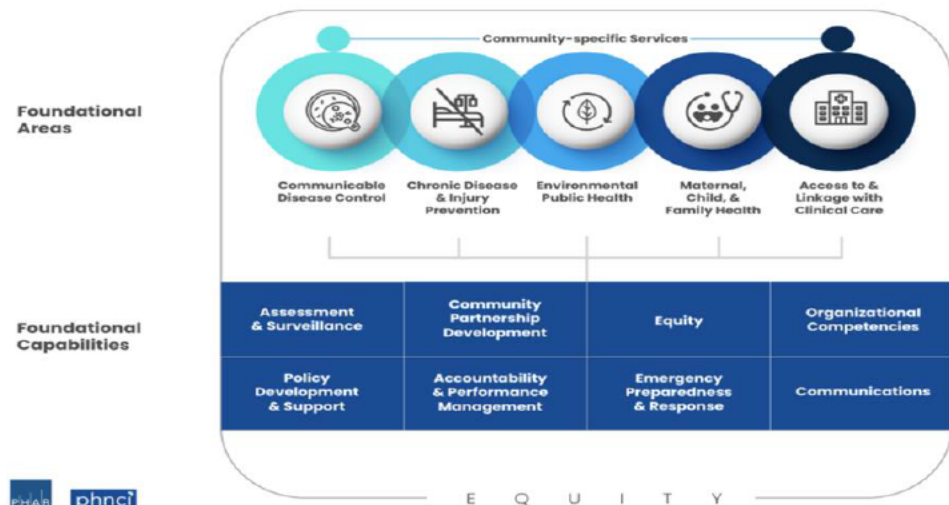 Community-specific Services
Foundational
Areas
Communicable
Disease Control
Chronic Disease
& Injury
Prevention
Environmental
Public Health
Maternal,
Child, &
Family Health
Access to &
Linkage with
Clinical Care
Foundational
Capabilities
Assessment
& Surveillance
Community
Partnership
Development
Equity
Organizational
Competencies
Policy
Development
& Support
Accountability
& Performance
Management
Emergency
Preparedness
& Response
Communications
PHAB
phnci
E Q U I T Y